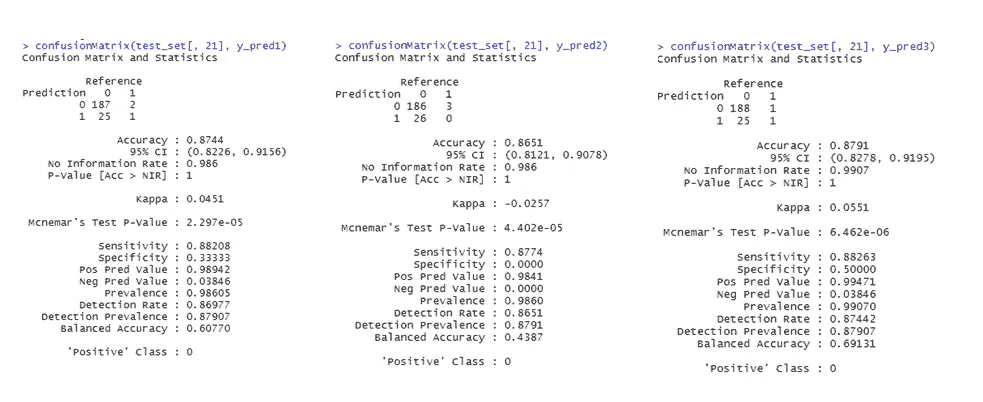 > confusionMatrix(test_set[, 21], y_pred1)
Confusion Matrix and Statistics
Reference
Prediction 0 1
0 187 2
1 25 1
Accuracy : 0.8744
95% CI : (0.8226, 0.9156)
No Information Rate : 0.986
P-Value [Acc > NIR] : 1
Kappa : 0.0451
Mcnemar's Test P-Value : 2.297e-05
Sensitivity : 0.88208
Specificity : 0.33333
Pos Pred Value : 0.98942
Neg Pred Value : 0.03846
Prevalence : 0.98605
Detection Rate : 0.86977
Detection Prevalence : 0.87907
Balanced Accuracy : 0.60770
'Positive' Class : 0
> confusionMatrix(test_set[, 21], y_pred2)
Confusion Matrix and Statistics
Reference
Prediction 0 1
0 186 3
1 26 0
Accuracy : 0.8651
95% CI : (0.8121, 0.9078)
No Information Rate : 0.986
P-Value [Acc > NIR] : 1
Kappa : -0.0257
Mcnemar's Test P-Value : 4.402e-05
Sensitivity : 0.8774
Specificity : 0.0000
Pos Pred Value : 0.9841
Neg Pred Value : 0.0000
Prevalence : 0.9860
Detection Rate : 0.8651
Detection Prevalence : 0.8791
Balanced Accuracy : 0.4387
'Positive' Class : 0
> confusionMatrix(test_set[, 21], y_pred3)
Confusion Matrix and Statistics
Reference
Prediction 0 1
0 188 1
1 25 1
Accuracy : 0.8791
95% CI : (0.8278, 0.9195)
No Information Rate : 0.9907
P-Value [Acc > NIR] : 1
Kappa : 0.0551
Mcnemar's Test P-Value : 6.462e-06
Sensitivity : 0.88263
Specificity : 0.50000
Pos Pred Value : 0.99471
Neg Pred Value : 0.03846
Prevalence : 0.99070
Detection Rate : 0.87442
Detection Prevalence : 0.87907
Balanced Accuracy : 0.69131
'Positive' Class : 0